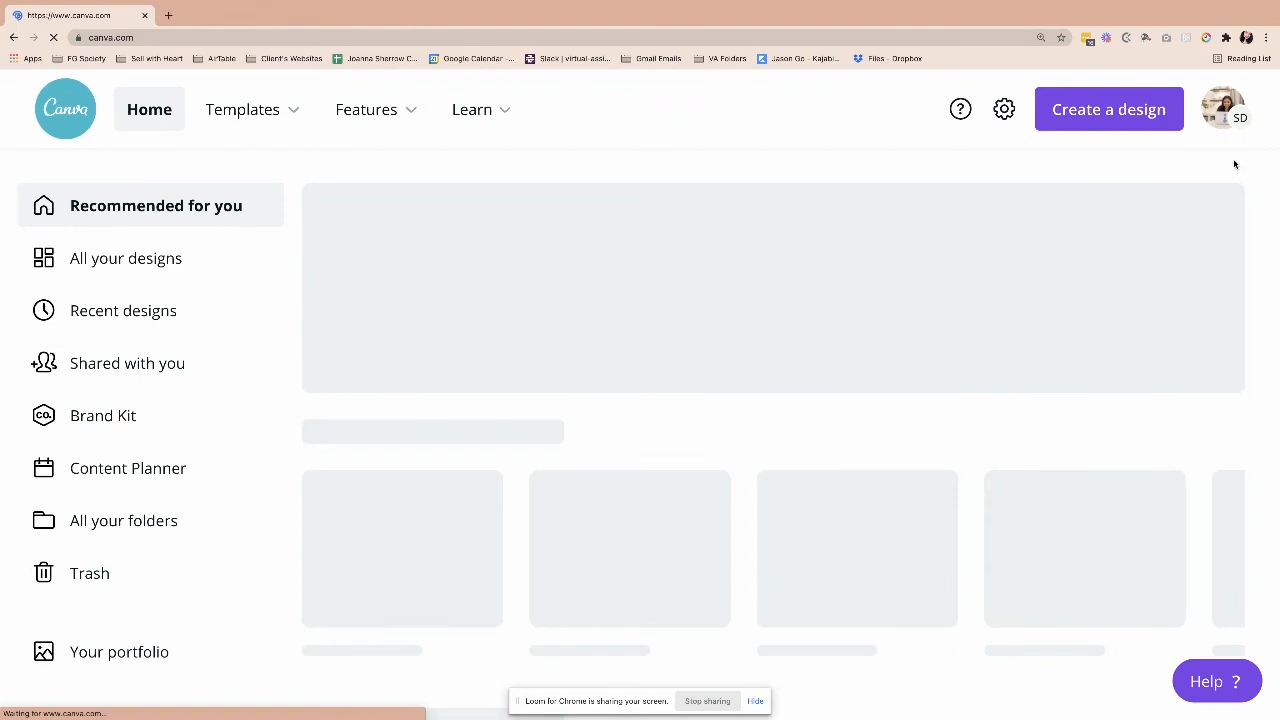 https://www.canva.com
canva.com
Apps
FG Society
Sell with Heart
AirTable
Client's Websites
Joanna Sherrow C...
Google Calendar -...
Slack | virtual-assi...
Gmail Emails
VA Folders
Jason Go - Kajabi...
Files - Dropbox
Reading List
Canva
Home
Templates
Features
Learn
?
Create a design
SD
Recommended for you
All your designs
Recent designs
Shared with you
CO.
Brand Kit
Content Planner
All your folders
Trash
Your portfolio
Help ?
Loom for Chrome is sharing your screen.
Stop sharing
Hide
Waiting for www.canva.com...